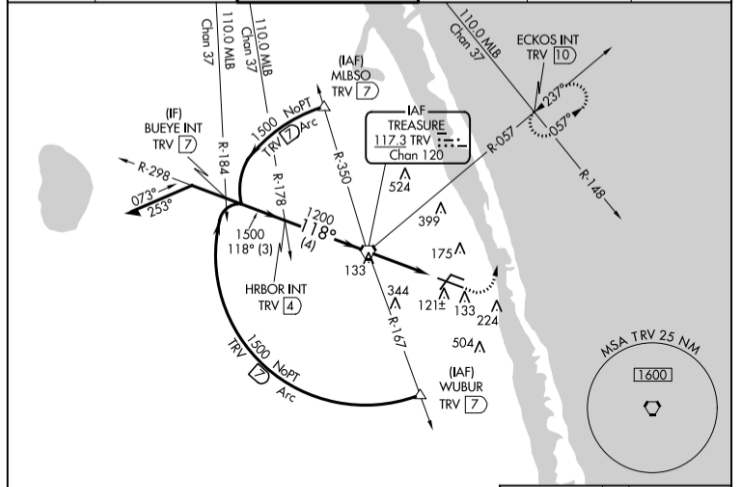 110.0 MLB
Chan 37
110.0 MLB
Chan 37
110.0 MLB
Chan 37
ECKOS INT
TRV 10
(IAF)
MLBSO
TRV 7
(IF)
BUEYE INT
TRV 7
1500 NoPT
TRV 7 Arc
IAF
TREASURE
117.3 TRV
Chan 120
237°
057°
R-298
R-184
R-178
R-350
R-057
R-148
524
399
073°
253°
1500
118° (3)
1200
118°
(4)
175
133
HRBOR INT
TRV 4
344
121±
133
224
R-167
504
1500 NoPT
TRV 7 Arc
(IAF)
WUBUR
TRV 7
MSA TRV 25 NM
1600